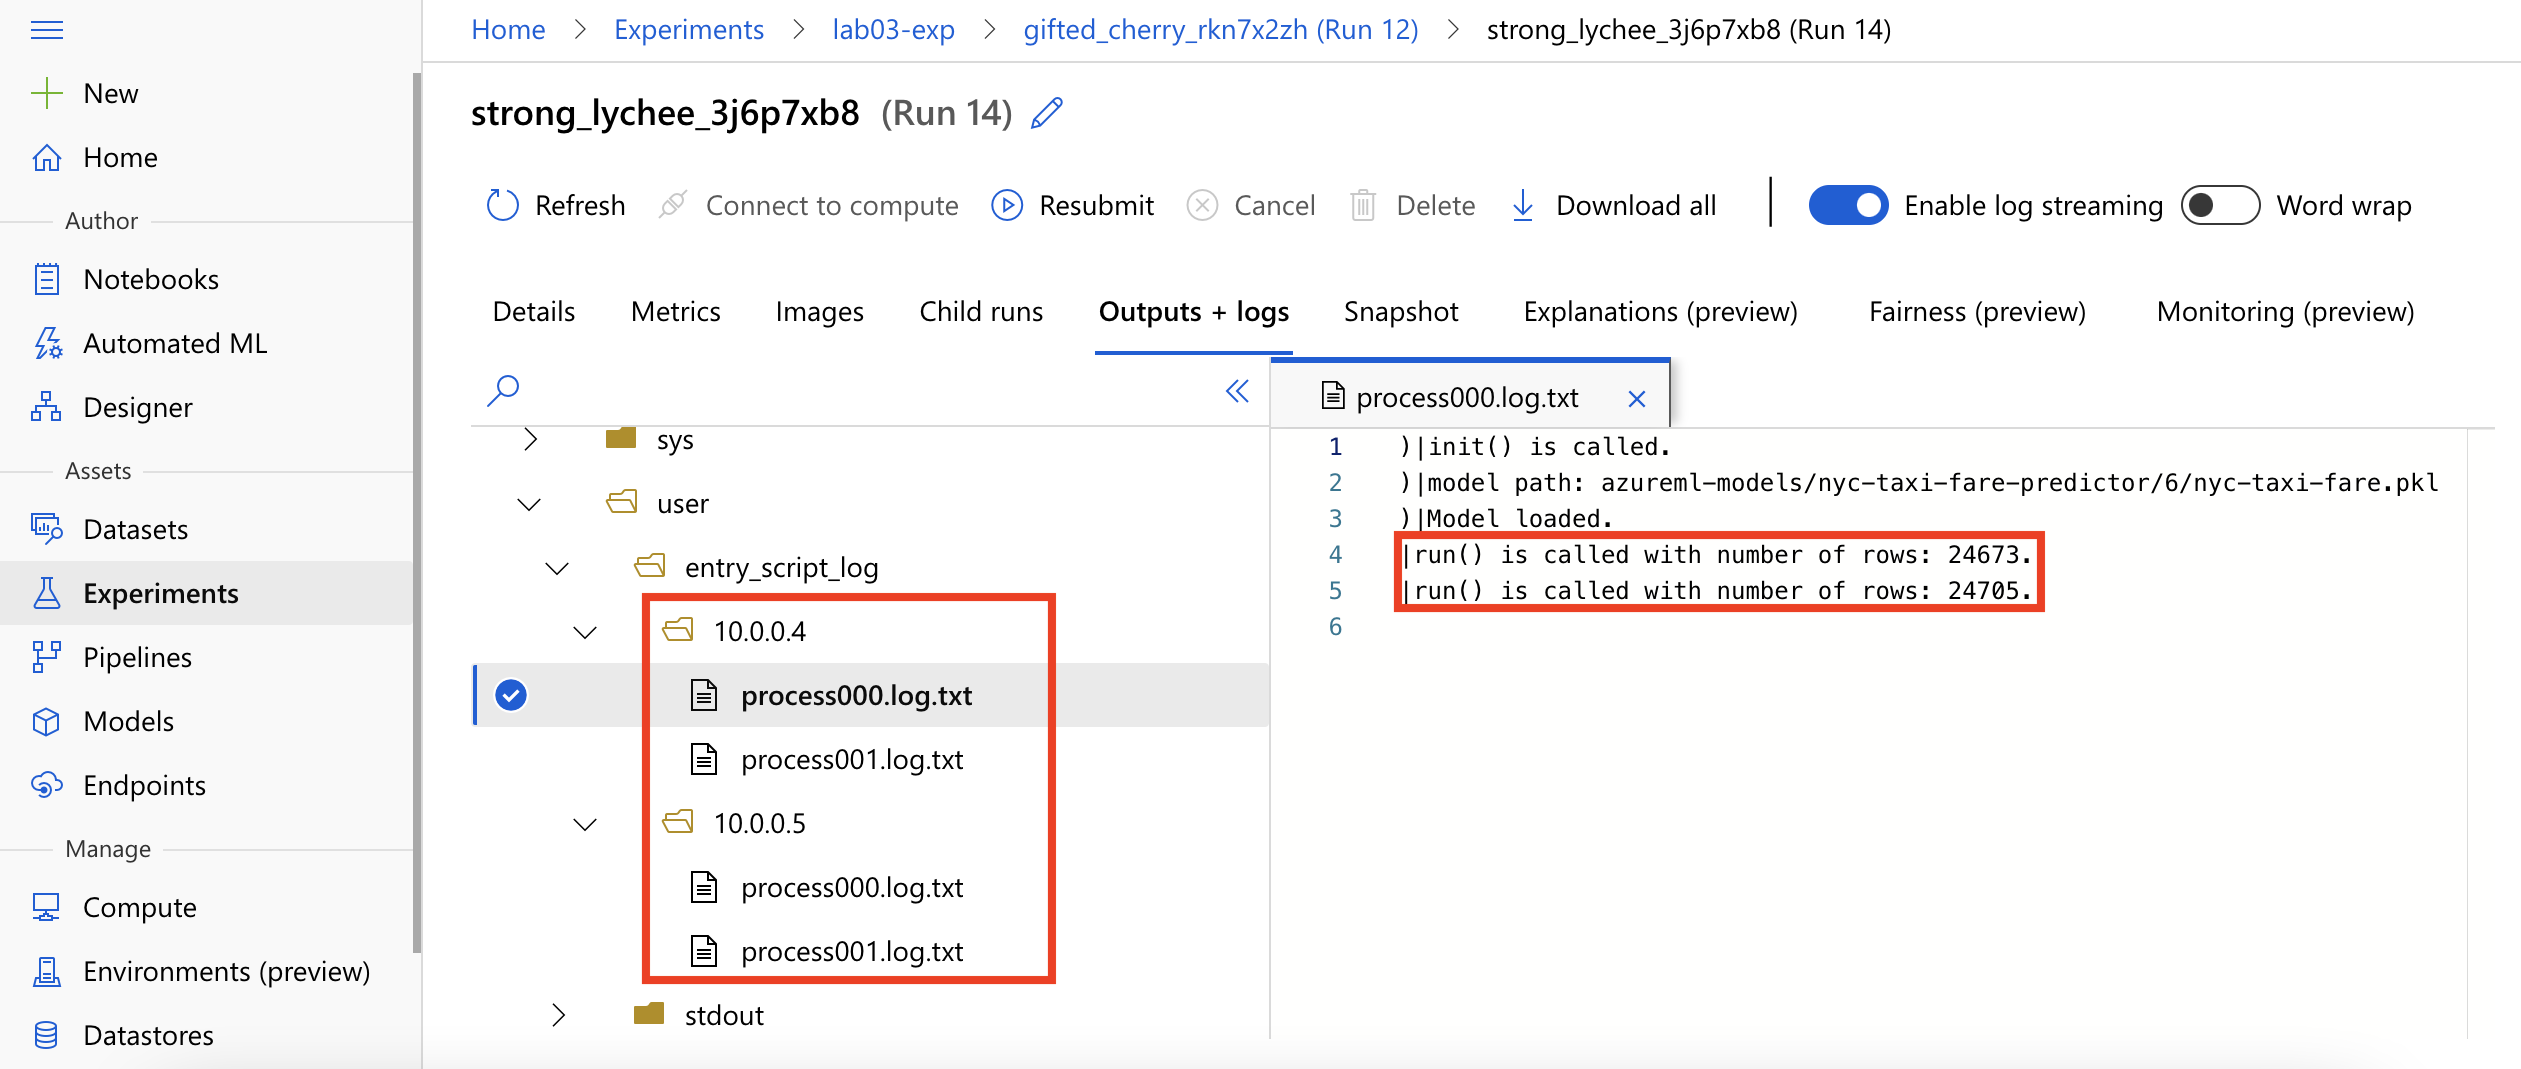 Home > Experiments > lab03-exp > gifted_cherry_rkn7x2zh (Run 12) > strong_lychee_3j6p7xb8 (Run 14)
New
Home
Author
Notebooks
Automated ML
Designer
Assets
Datasets
Experiments
Pipelines
Models
Endpoints
Manage
Compute
Environments (preview)
Datastores
strong_lychee_3j6p7xb8 (Run 14)
Refresh Connect to compute Resubmit Cancel Delete Download all Enable log streaming Word wrap
Details Metrics Images Child runs Outputs + logs Snapshot Explanations (preview) Fairness (preview) Monitoring (preview)
sys
user
entry_script_log
10.0.0.4
process000.log.txt
process001.log.txt
10.0.0.5
process000.log.txt
process001.log.txt
stdout
process000.log.txt
1 )|init() is called.
2 )|model path: azureml-models/nyc-taxi-fare-predictor/6/nyc-taxi-fare.pkl
3 )|Model loaded.
4 |run() is called with number of rows: 24673.
5 |run() is called with number of rows: 24705.
6